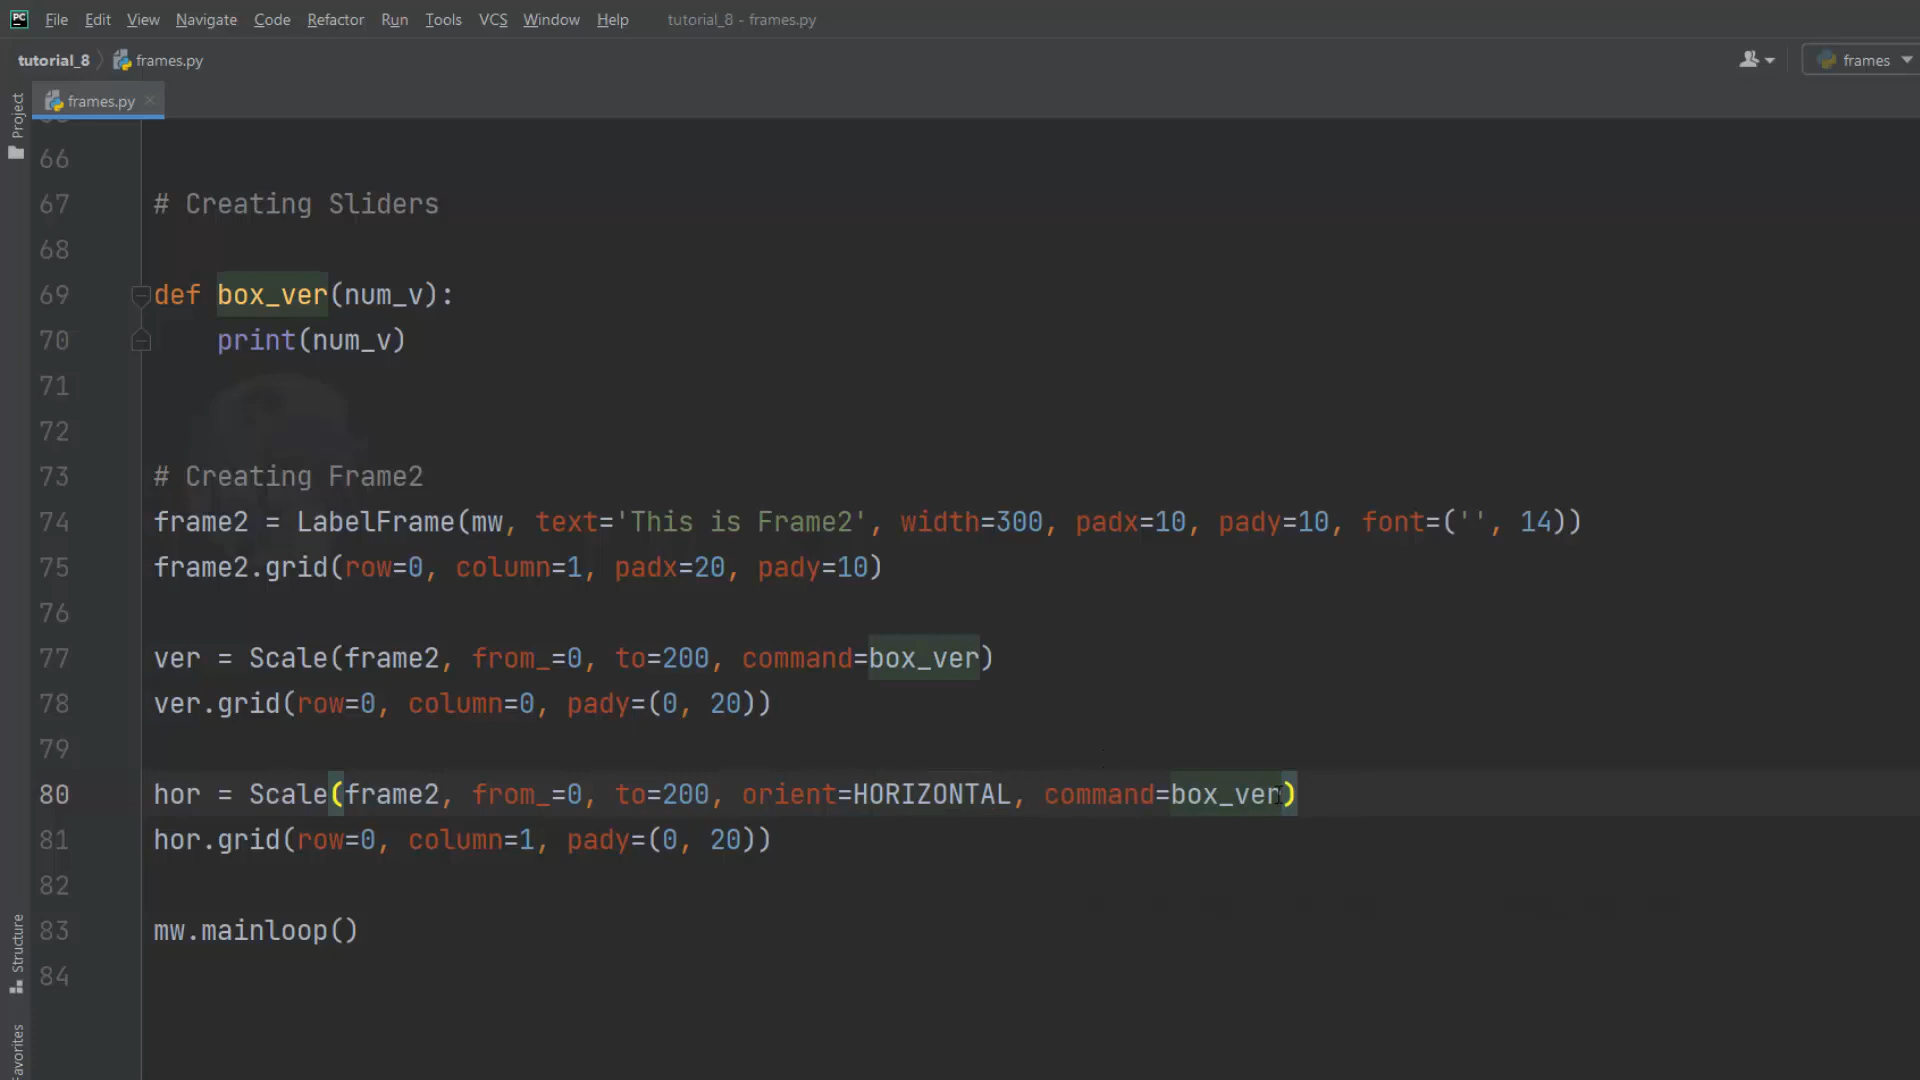 PC File Edit View Navigate Code Refactor Run Tools VCS Window Help tutorial_8 - frames.py
tutorial_8 frames.py frames
frames.py
Project
66
67 # Creating Sliders
68
69 def box_ver(num_v):
70 print(num_v)
71
72
73 # Creating Frame2
74 frame2 = LabelFrame(mw, text='This is Frame2', width=300, padx=10, pady=10, font=('', 14))
75 frame2.grid(row=0, column=1, padx=20, pady=10)
76
77 ver = Scale(frame2, from_=0, to=200, command=box_ver)
78 ver.grid(row=0, column=0, pady=(0, 20))
79
80 hor = Scale(frame2, from_=0, to=200, orient=HORIZONTAL, command=box_ver)
81 hor.grid(row=0, column=1, pady=(0, 20))
82
83 mw.mainloop()
84
Structure
Favorites